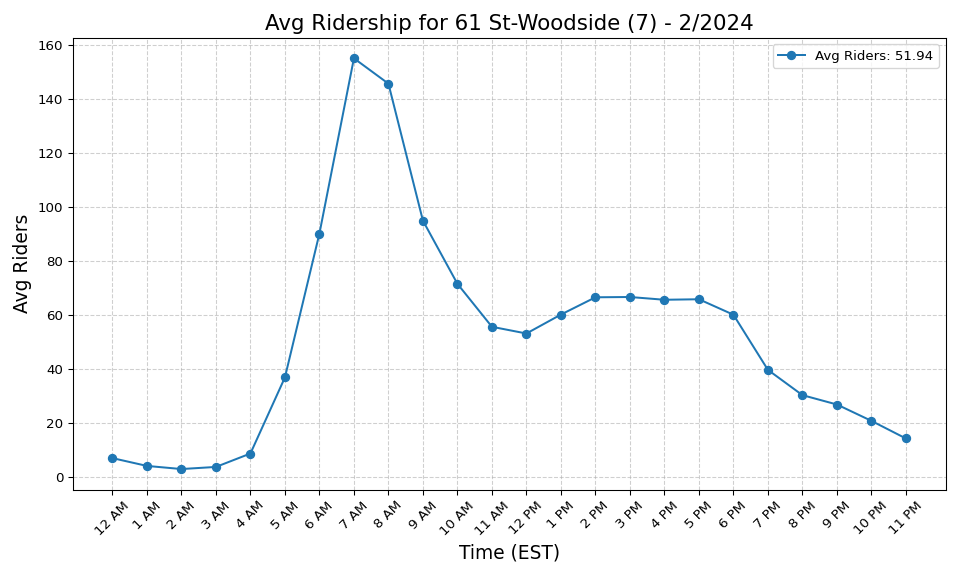 Avg Ridership for 61 St-Woodside (7) - 2/2024
Avg Riders: 51.94
Avg Riders
160
140
120
100
80
60
40
20
0
12 AM
1 AM
2 AM
3 AM
4 AM
5 AM
6 AM
7 AM
8 AM
9 AM
10 AM
11 AM
12 PM
1 PM
2 PM
3 PM
4 PM
5 PM
6 PM
7 PM
8 PM
9 PM
10 PM
11 PM
Time (EST)